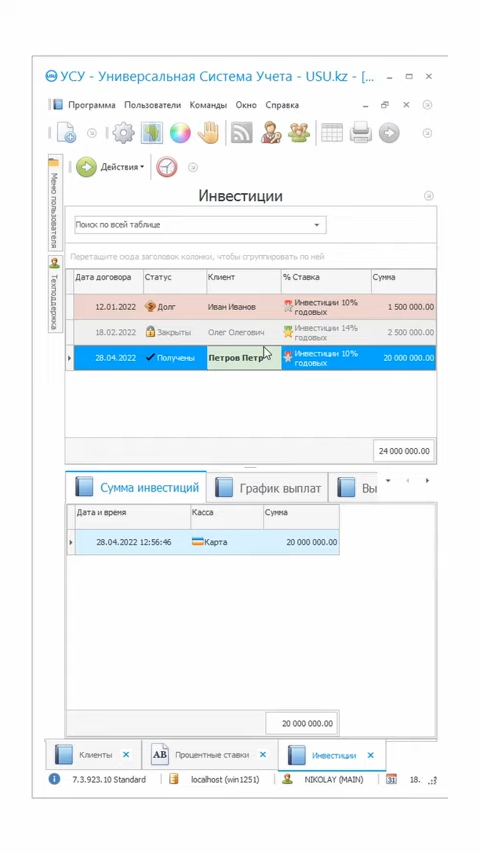 УСУ - Универсальная Система Учета - USU.kz - [...
Программа Пользователи Команды Окно Справка
Действия
Меню пользователя
Техподдержка
Инвестиции
Поиск по всей таблице
Перетащите сюда заголовок колонки, чтобы сгруппировать по ней
Дата договора Статус Клиент % Ставка Сумма
12.01.2022 Долг Иван Иванов Инвестиции 10% годовых 1 500 000.00
18.02.2022 Закрыты Олег Олегович Инвестиции 14% годовых 2 500 000.00
28.04.2022 Получены Петров Петр Инвестиции 10% годовых 20 000 000.00
24 000 000.00
Сумма инвестиций График выплат Вы
Дата и время Касса Сумма
28.04.2022 12:56:46 Карта 20 000 000.00
20 000 000.00
Клиенты АВ Процентные ставки Инвестиции
7.3.923.10 Standard localhost (win1251) NIKOLAY (MAIN) 31 18.